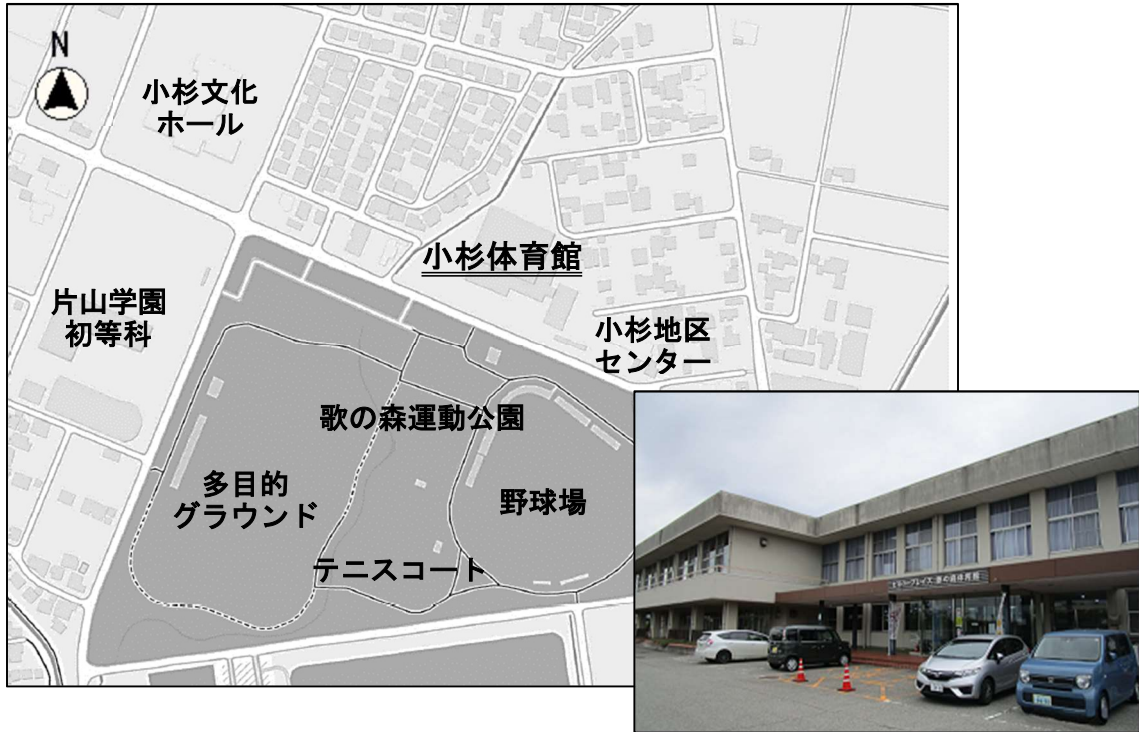 N
小杉文化
ホール
小杉体育館
片山学園
初等科
小杉地区
センター
歌の森運動公園
多目的
グラウンド
野球場
テニスコート